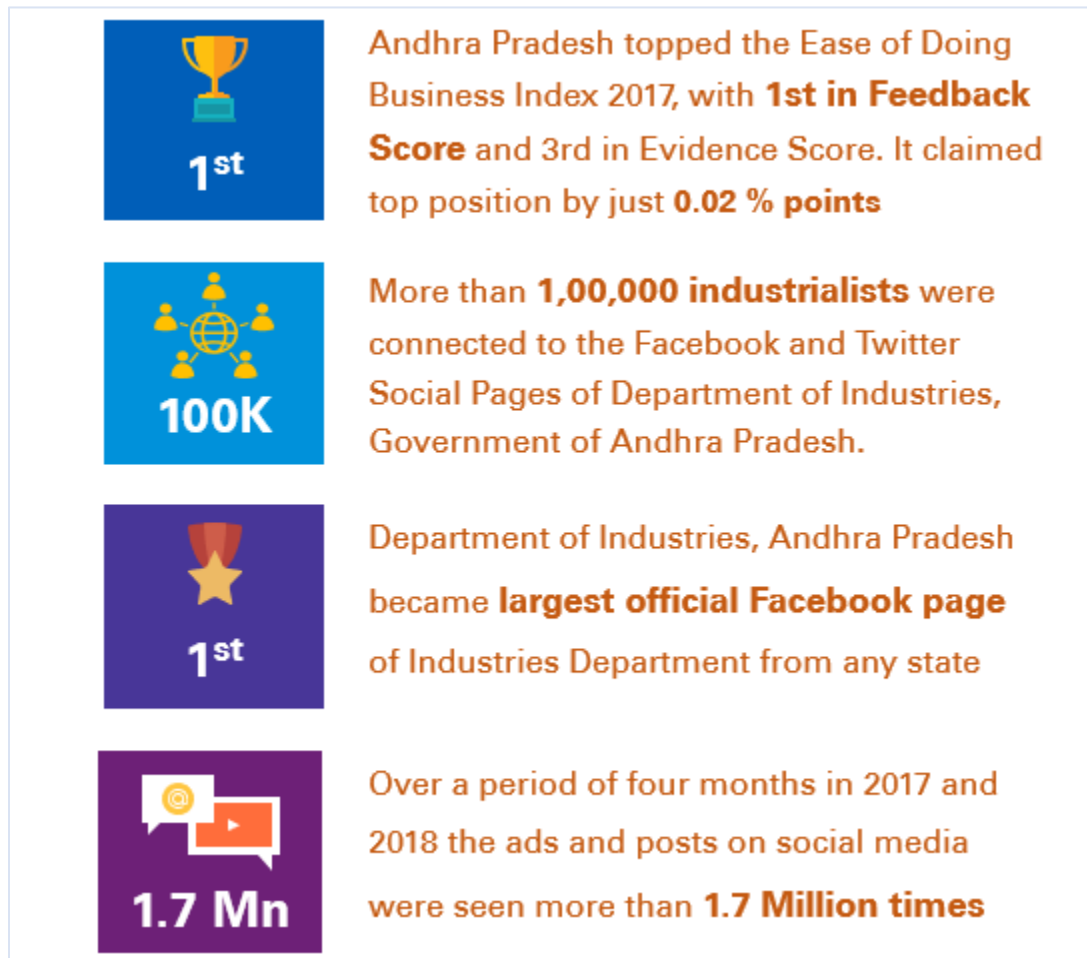 1st
Andhra Pradesh topped the Ease of Doing
Business Index 2017, with 1st in Feedback
Score and 3rd in Evidence Score. It claimed
top position by just 0.02 % points
100K
More than 1,00,000 industrialists were
connected to the Facebook and Twitter
Social Pages of Department of Industries,
Government of Andhra Pradesh.
1st
Department of Industries, Andhra Pradesh
became largest official Facebook page
of Industries Department from any state
@
1.7 Mn
Over a period of four months in 2017 and
2018 the ads and posts on social media
were seen more than 1.7 Million times